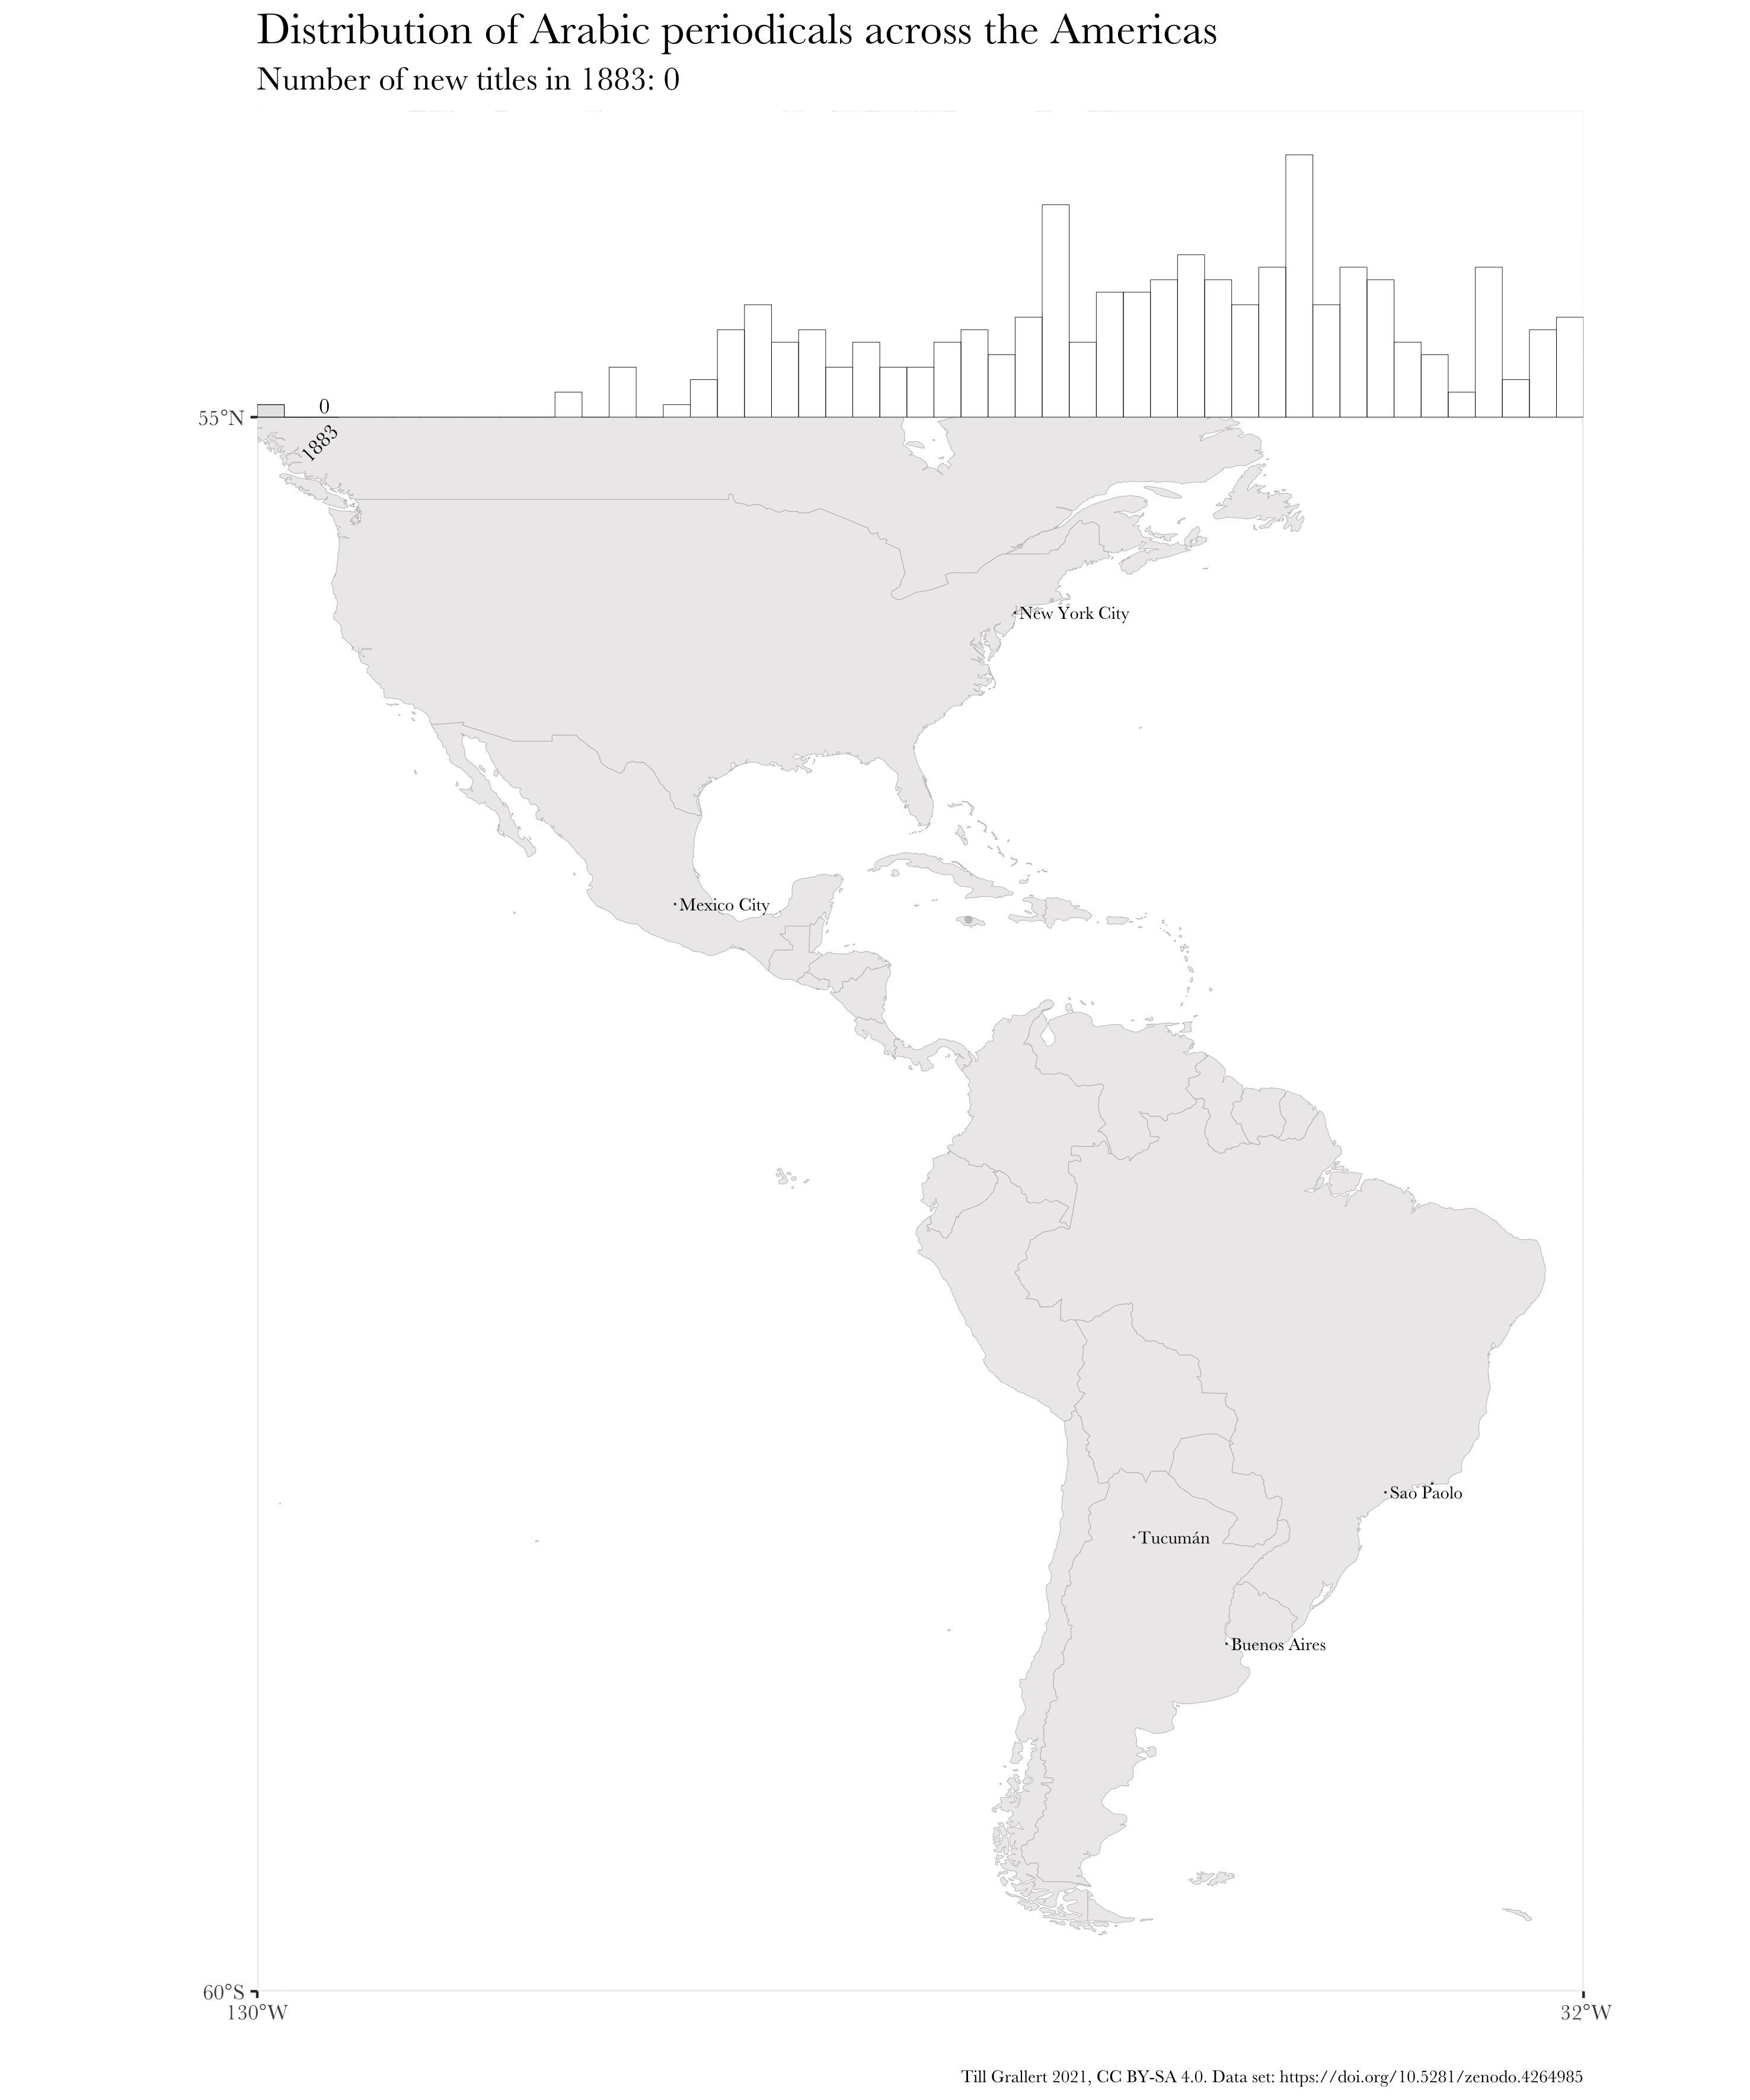 Distribution of Arabic periodicals across the Americas
Number of new titles in 1883: 0
0
55°N
1883
New York City
Mexico City
Sao Paolo
Tucumán
Buenos Aires
60°S
130°W
32°W
Till Grallert 2021, CC BY-SA 4.0. Data set: https://doi.org/10.5281/zenodo.4264985